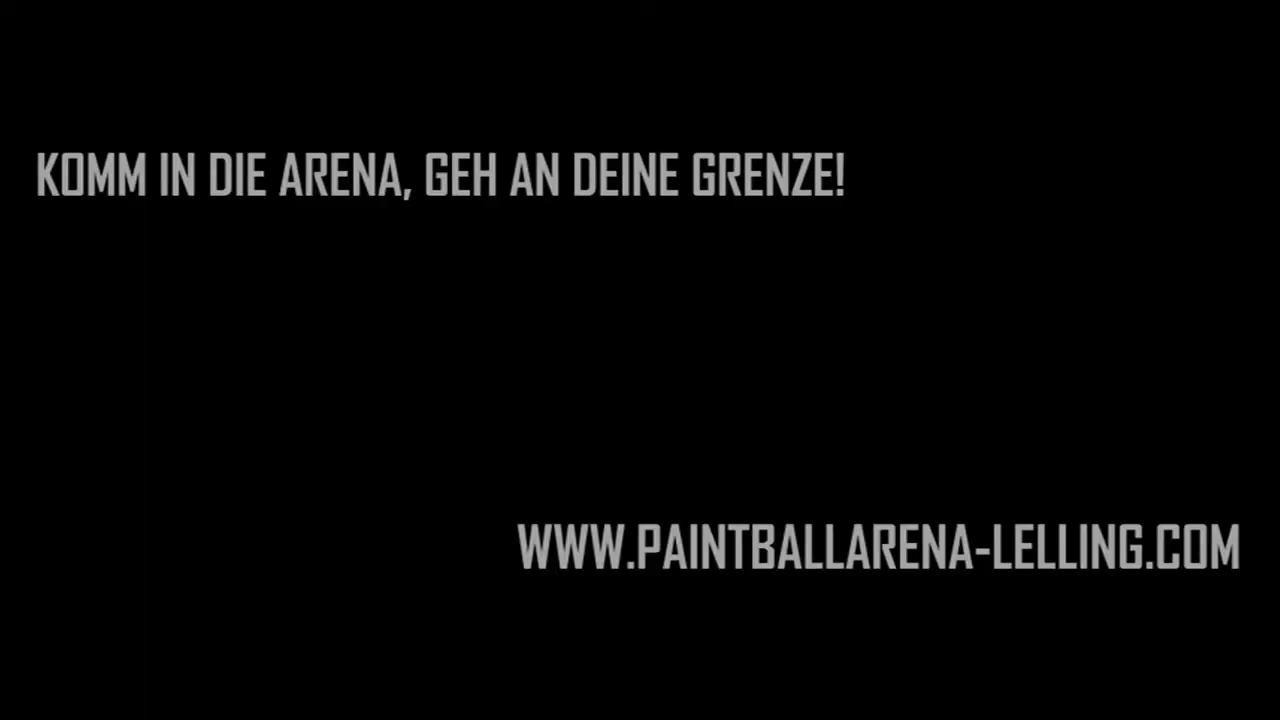 KOMM IN DIE ARENA, GEH AN DEINE GRENZE!
WWW.PAINTBALLARENA-LELLING.COM